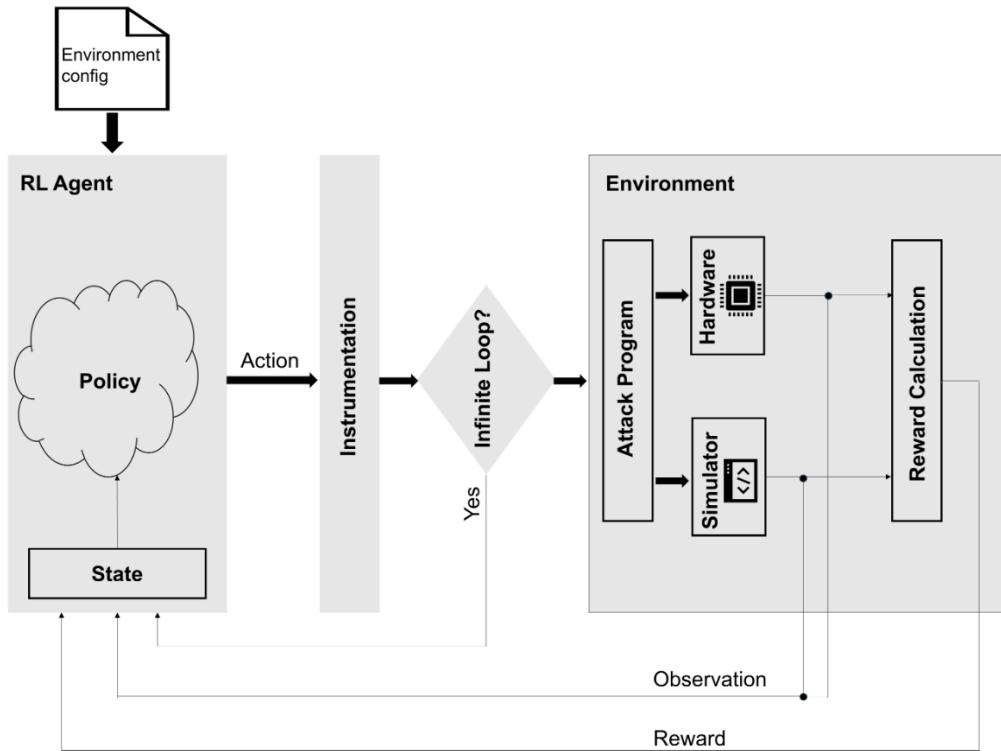 Environment
config
RL Agent
Policy
State
Action
Instrumentation
Infinite Loop?
Yes
Environment
Attack Program
Hardware
Simulator
</>
Reward Calculation
Observation
Reward